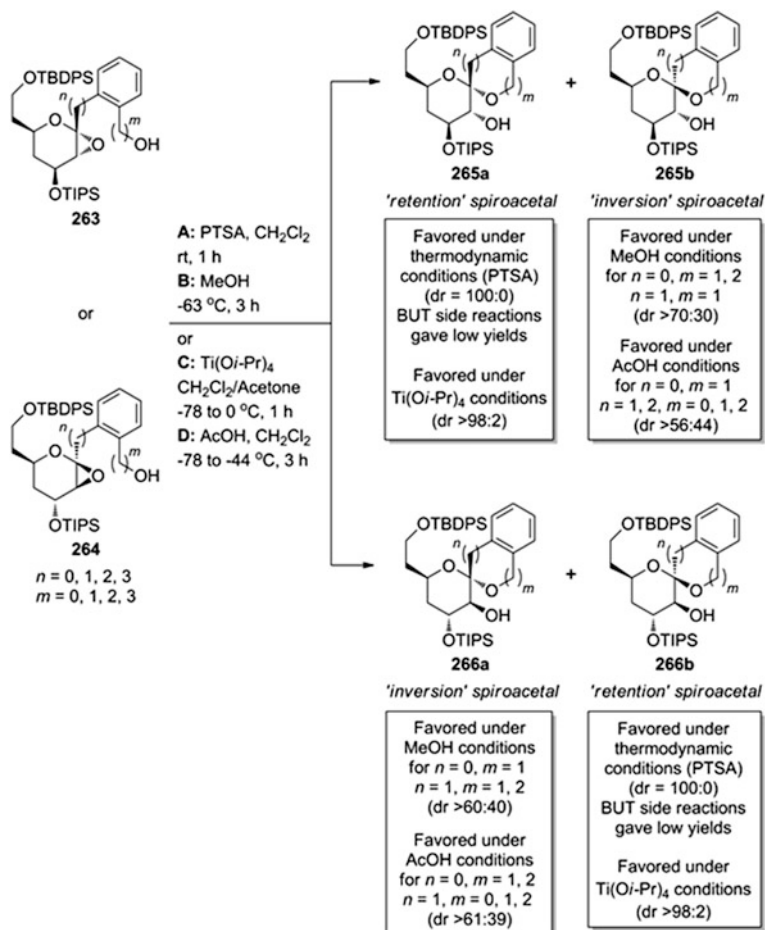 OTBDPS
n
m
O
O
OH
OTIPS
263
or
OTBDPS
n
m
O
O
OH
OTIPS
264
n = 0, 1, 2, 3
m = 0, 1, 2, 3
A: PTSA, CH2Cl2
rt, 1 h
B: MeOH
-63 °C, 3 h
or
C: Ti(Oi-Pr)4
CH2Cl2/Acetone
-78 to 0 °C, 1 h
D: AcOH, CH2Cl2
-78 to -44 °C, 3 h
OTBDPS
n
O
O
m
OH
OTIPS
265a
'retention' spiroacetal
Favored under
thermodynamic
conditions (PTSA)
(dr = 100:0)
BUT side reactions
gave low yields
Favored under
Ti(Oi-Pr)4 conditions
(dr >98:2)
+
OTBDPS
n
O
O
m
OH
OTIPS
265b
'inversion' spiroacetal
Favored under
MeOH conditions
for n = 0, m = 1, 2
n = 1, m = 1
(dr >70:30)
Favored under
AcOH conditions
for n = 0, m = 1
n = 1, 2, m = 0, 1, 2
(dr >56:44)
OTBDPS
n
O
O
m
OH
OTIPS
266a
'inversion' spiroacetal
Favored under
MeOH conditions
for n = 0, m = 1
n = 1, m = 1, 2
(dr >60:40)
Favored under
AcOH conditions
for n = 0, m = 1, 2
n = 1, m = 0, 1, 2
(dr >61:39)
+
OTBDPS
n
O
O
m
OH
OTIPS
266b
'retention' spiroacetal
Favored under
thermodynamic
conditions (PTSA)
(dr = 100:0)
BUT side reactions
gave low yields
Favored under
Ti(Oi-Pr)4 conditions
(dr >98:2)